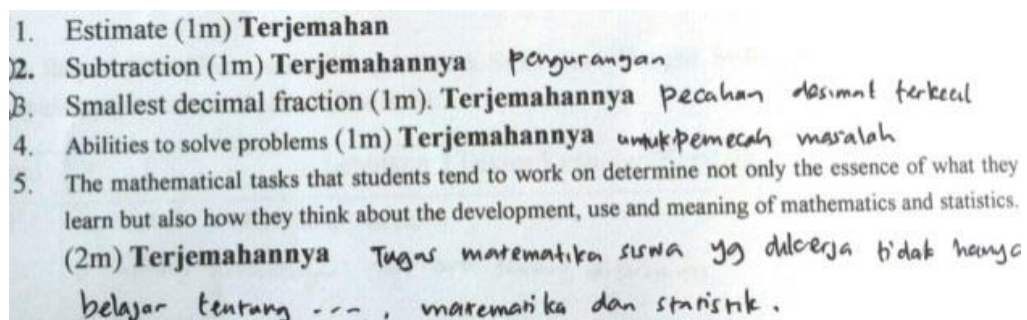 1. Estimate (1m) Terjemahan
2. Subtraction (1m) Terjemahannya pengurangan
3. Smallest decimal fraction (1m). Terjemahannya pecahan desimal terkecil
4. Abilities to solve problems (1m) Terjemahannya untuk pemecah masalah
5. The mathematical tasks that students tend to work on determine not only the essence of what they
learn but also how they think about the development, use and meaning of mathematics and statistics.
(2m) Terjemahannya Tugas matematika siswa yg dikerja tidak hanya
belajar tentang ---, matematika dan statistik.